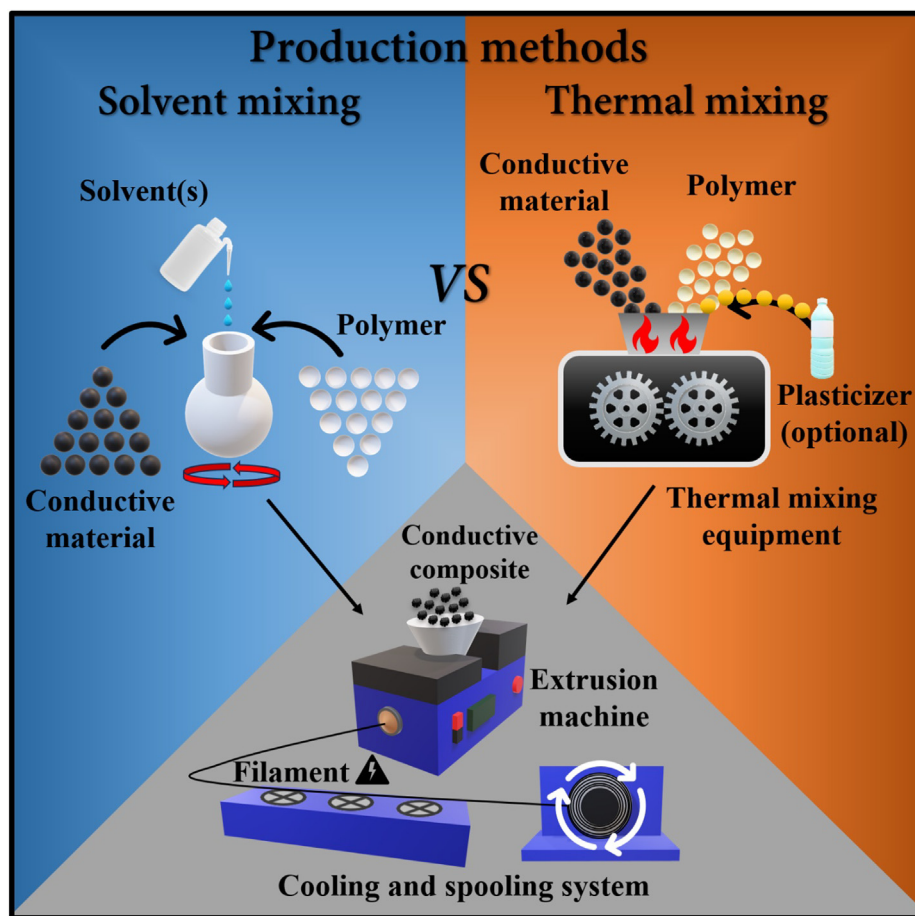 Production methods
Solvent mixing
Thermal mixing
Solvent(s)
Polymer
Conductive
material
VS
Conductive
material
Polymer
Plasticizer
(optional)
Thermal mixing
equipment
Conductive
composite
Extrusion
machine
Filament
Cooling and spooling system